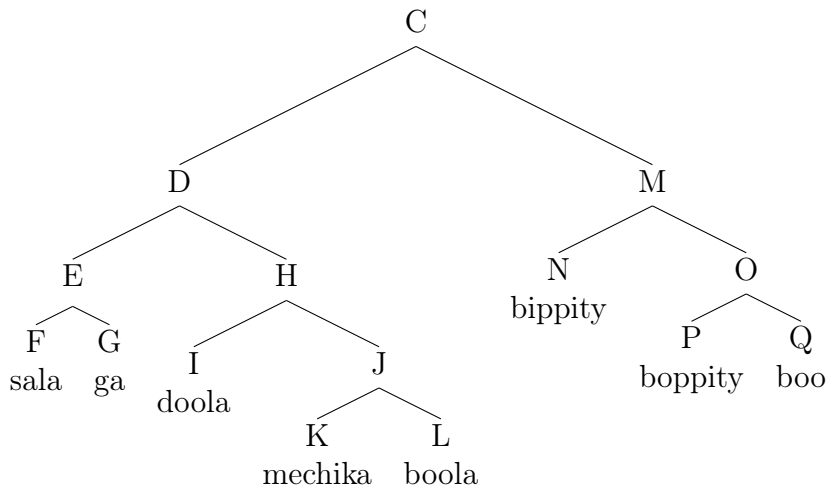 C
D M
E H N O
bippity
F G I J P Q
sala ga doola boppity boo
K L
mechika boola